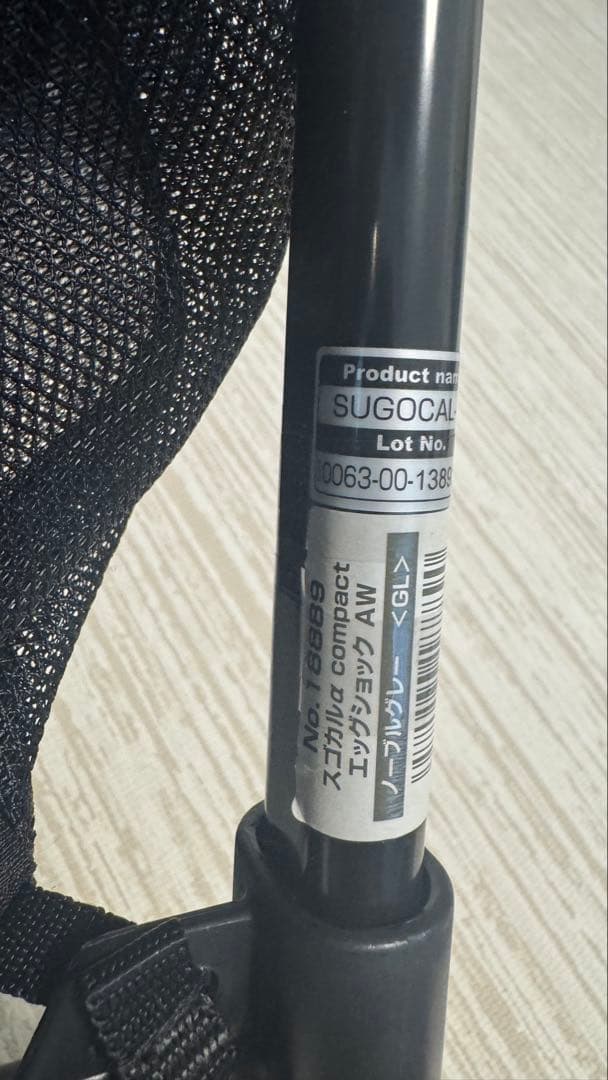 Product nam
SUGOCAL
Lot No.
0063-00-1389
No.18889
スゴカルα compact
エッグショック AW
ノーブルグレー <GL>